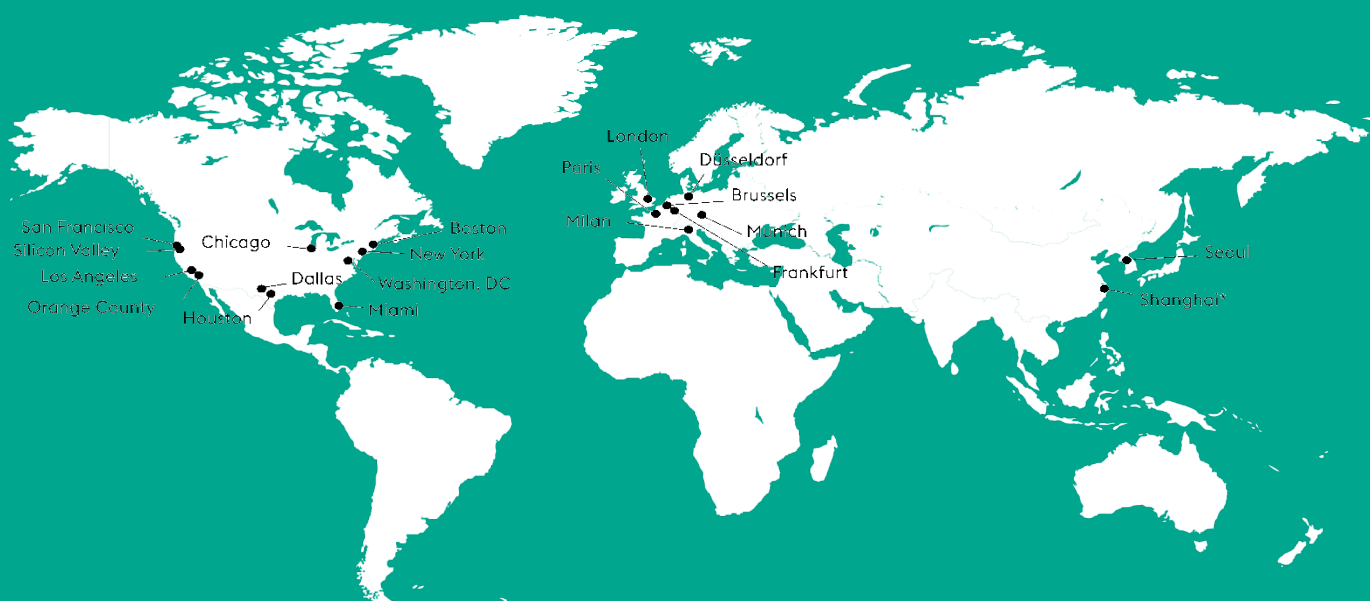 London
Düsseldorf
Paris
Brussels
Milan
Munich
Frankfurt
San Francisco
Silicon Valley
Los Angeles
Orange County
Chicago
Dallas
Houston
Boston
New York
Washington, DC
Miami
Seoul
Shanghai*